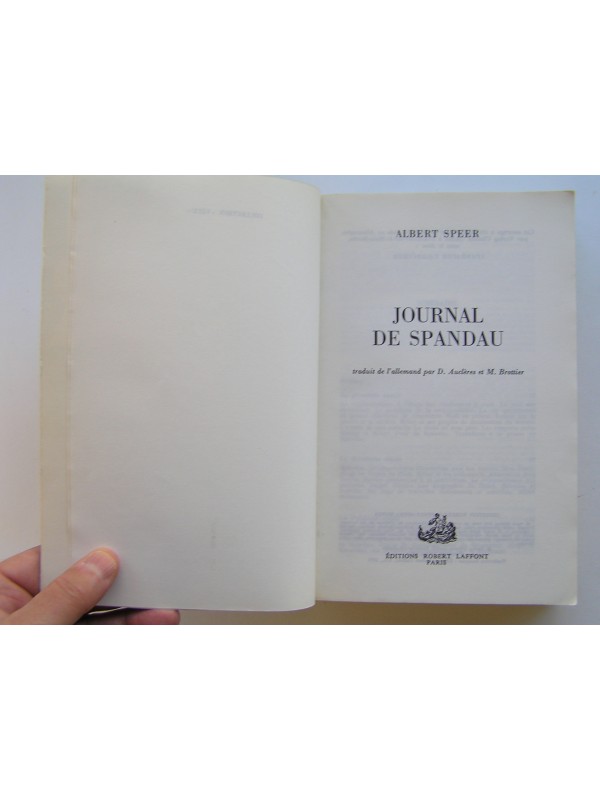 ALBERT SPEER
JOURNAL
DE SPANDAU
traduit de l'allemand par D. Auclères et M. Brottier
ÉDITIONS ROBERT LAFFONT
PARIS